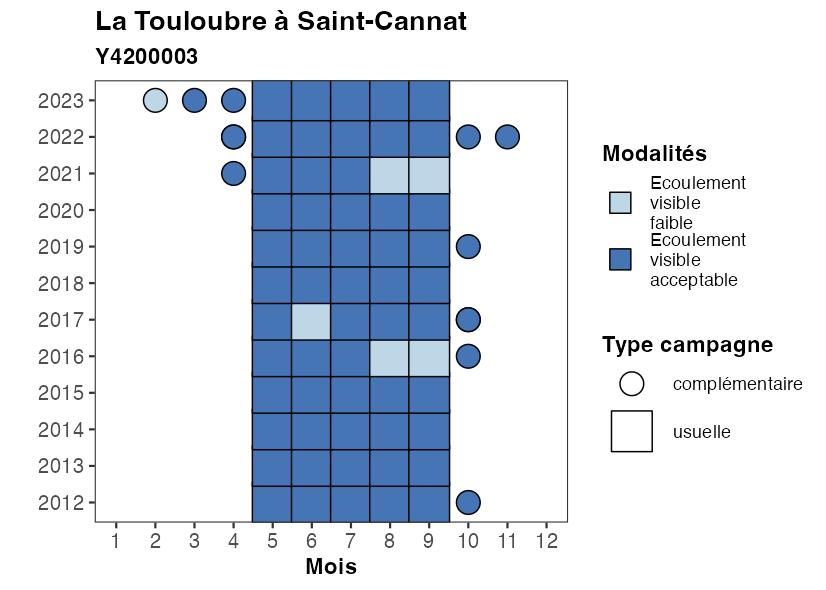 La Touloubre à Saint-Cannat
Y4200003
2023
2022
2021
2020
2019
2018
2017
2016
2015
2014
2013
2012
1 2 3 4 5 6 7 8 9 10 11 12
Mois
Modalités
Ecoulement
visible
faible
Ecoulement
visible
acceptable
Type campagne
complémentaire
usuelle